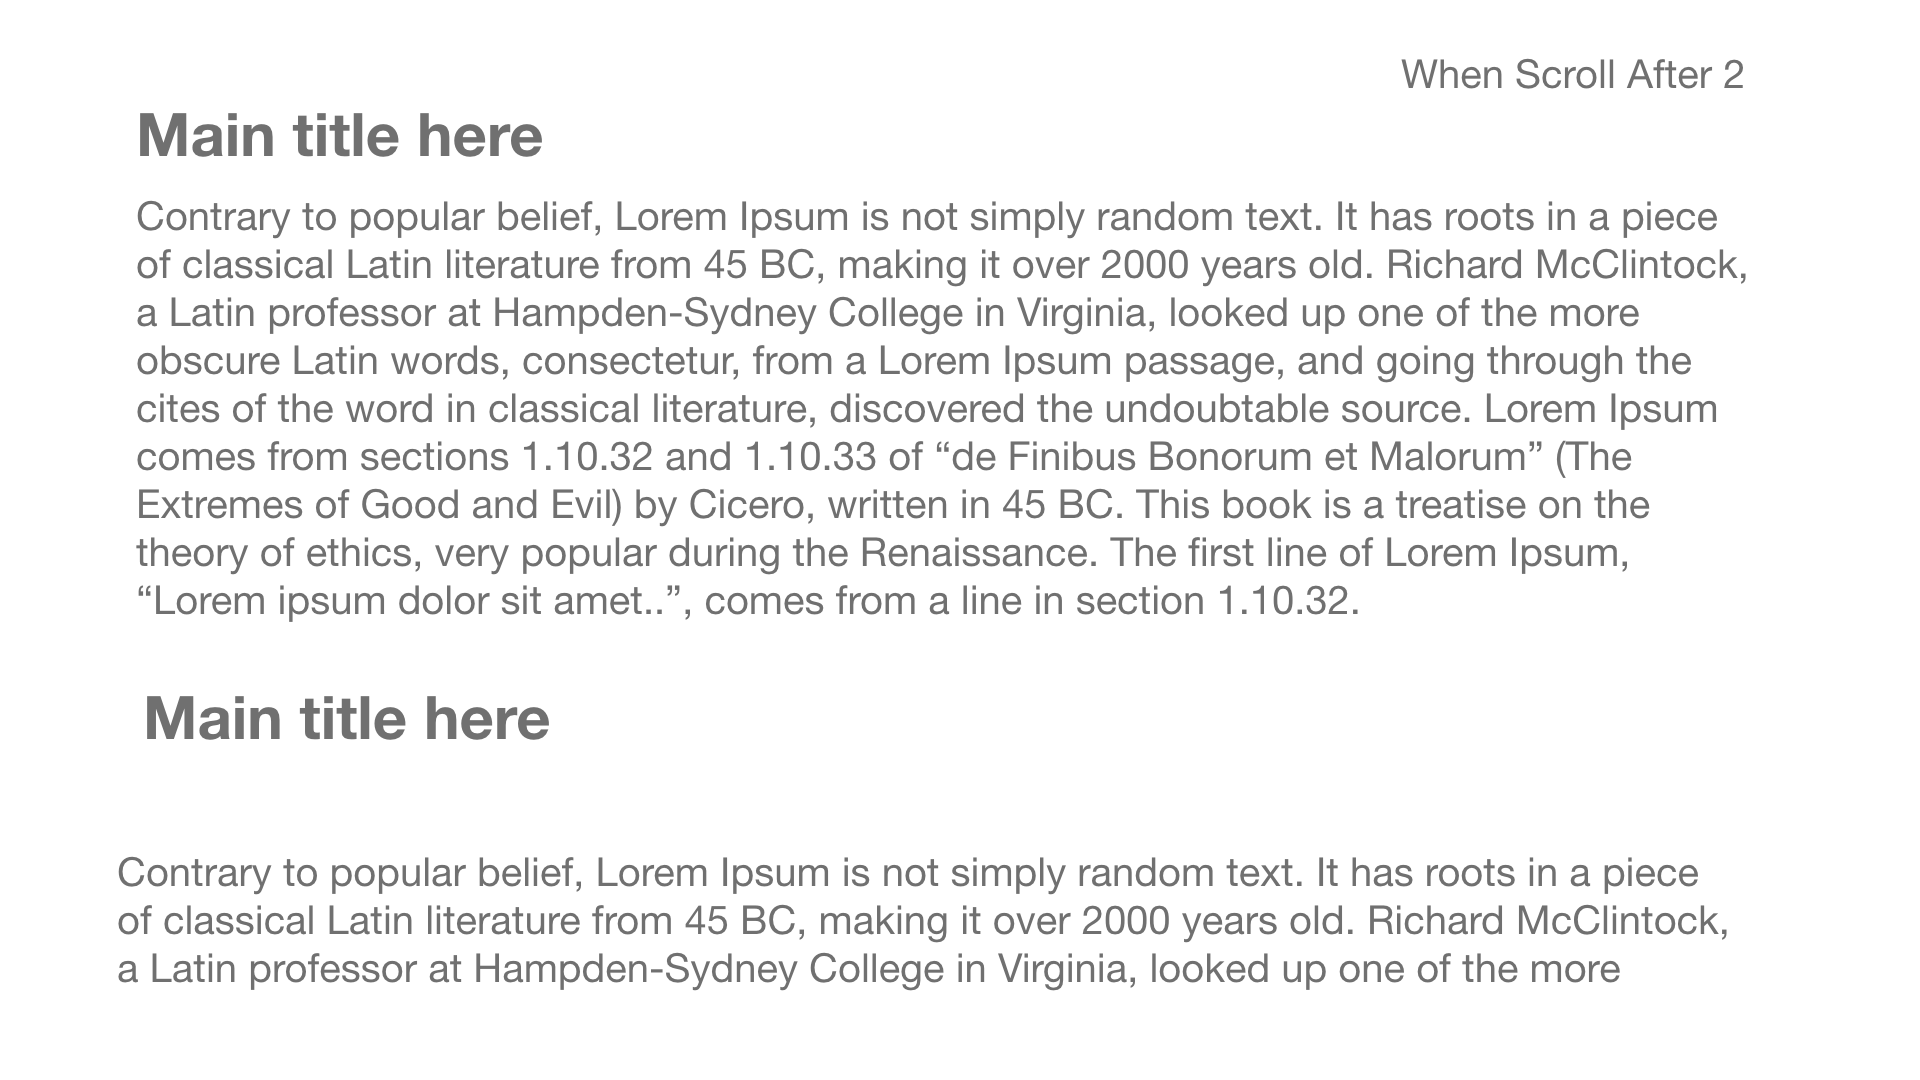 When Scroll After 2
Main title here
Contrary to popular belief, Lorem Ipsum is not simply random text. It has roots in a piece
of classical Latin literature from 45 BC, making it over 2000 years old. Richard McClintock,
a Latin professor at Hampden-Sydney College in Virginia, looked up one of the more
obscure Latin words, consectetur, from a Lorem Ipsum passage, and going through the
cites of the word in classical literature, discovered the undoubtable source. Lorem Ipsum
comes from sections 1.10.32 and 1.10.33 of “de Finibus Bonorum et Malorum” (The
Extremes of Good and Evil) by Cicero, written in 45 BC. This book is a treatise on the
theory of ethics, very popular during the Renaissance. The first line of Lorem Ipsum,
“Lorem ipsum dolor sit amet..”, comes from a line in section 1.10.32.
Main title here
Contrary to popular belief, Lorem Ipsum is not simply random text. It has roots in a piece
of classical Latin literature from 45 BC, making it over 2000 years old. Richard McClintock,
a Latin professor at Hampden-Sydney College in Virginia, looked up one of the more